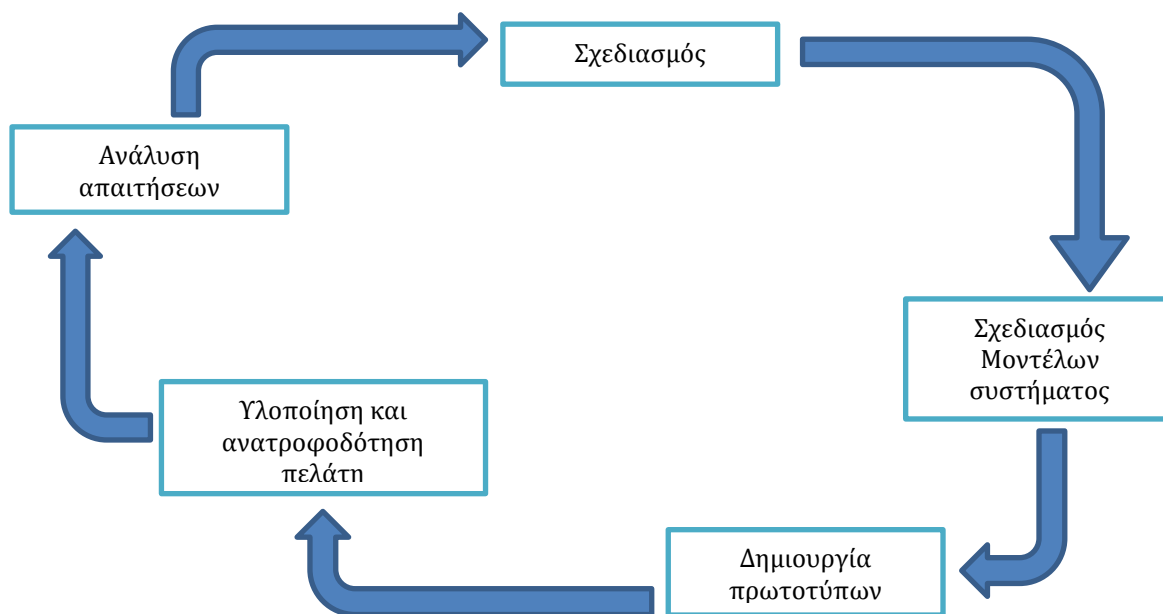 Σχεδιασμός
Ανάλυση
απαιτήσεων
Σχεδιασμός
Μοντέλων
συστήματος
Υλοποίηση και
ανατροφοδότηση
πελάτη
Δημιουργία
πρωτοτύπων